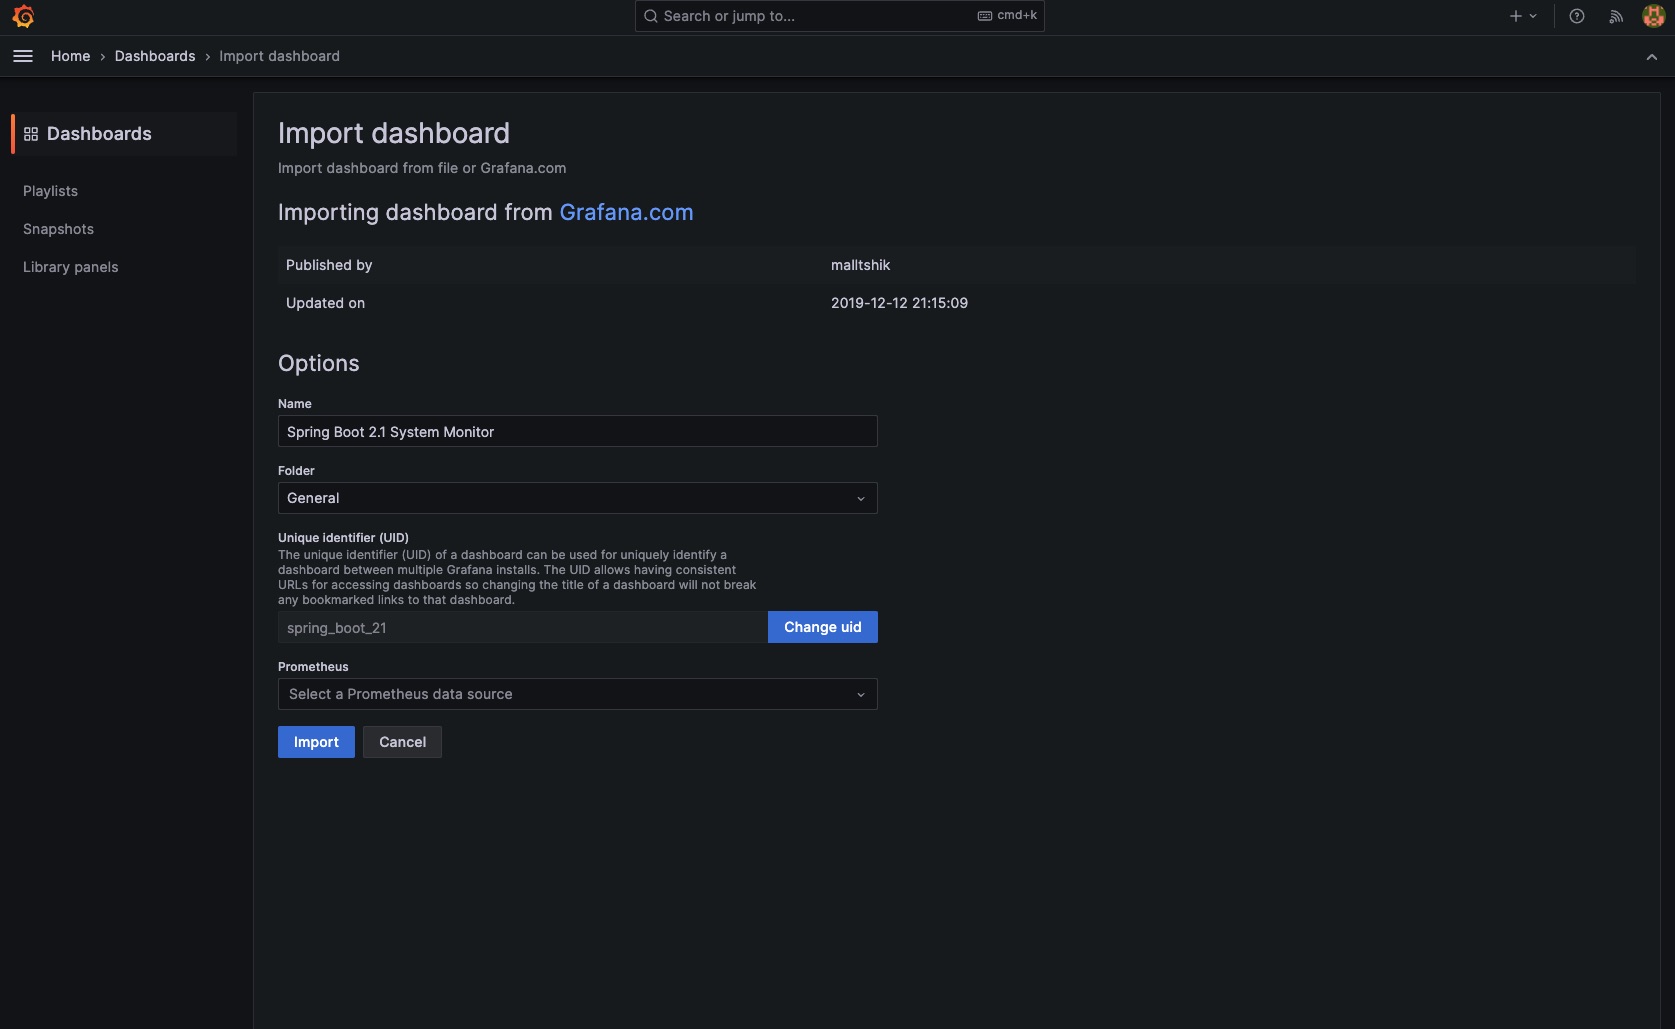 Search or jump to...
cmd+k
Home › Dashboards › Import dashboard
Dashboards
Playlists
Snapshots
Library panels
Import dashboard
Import dashboard from file or Grafana.com
Importing dashboard from Grafana.com
Published by malltshik
Updated on 2019-12-12 21:15:09
Options
Name
Spring Boot 2.1 System Monitor
Folder
General
Unique identifier (UID)
The unique identifier (UID) of a dashboard can be used for uniquely identify a
dashboard between multiple Grafana installs. The UID allows having consistent
URLs for accessing dashboards so changing the title of a dashboard will not break
any bookmarked links to that dashboard.
spring_boot_21
Change uid
Prometheus
Select a Prometheus data source
Import
Cancel